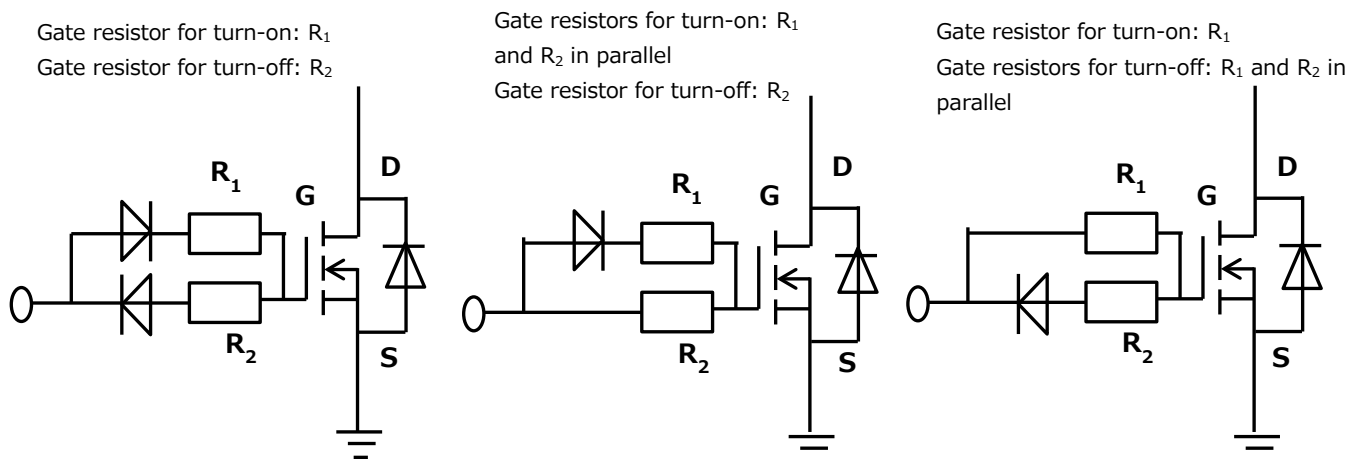 Gate resistor for turn-on: R₁
Gate resistor for turn-off: R₂
D
R₁
G
R₂
S
Gate resistors for turn-on: R₁
and R₂ in parallel
Gate resistor for turn-off: R₂
D
R₁
G
R₂
S
Gate resistor for turn-on: R₁
Gate resistors for turn-off: R₁ and R₂ in
parallel
D
R₁
G
R₂
S